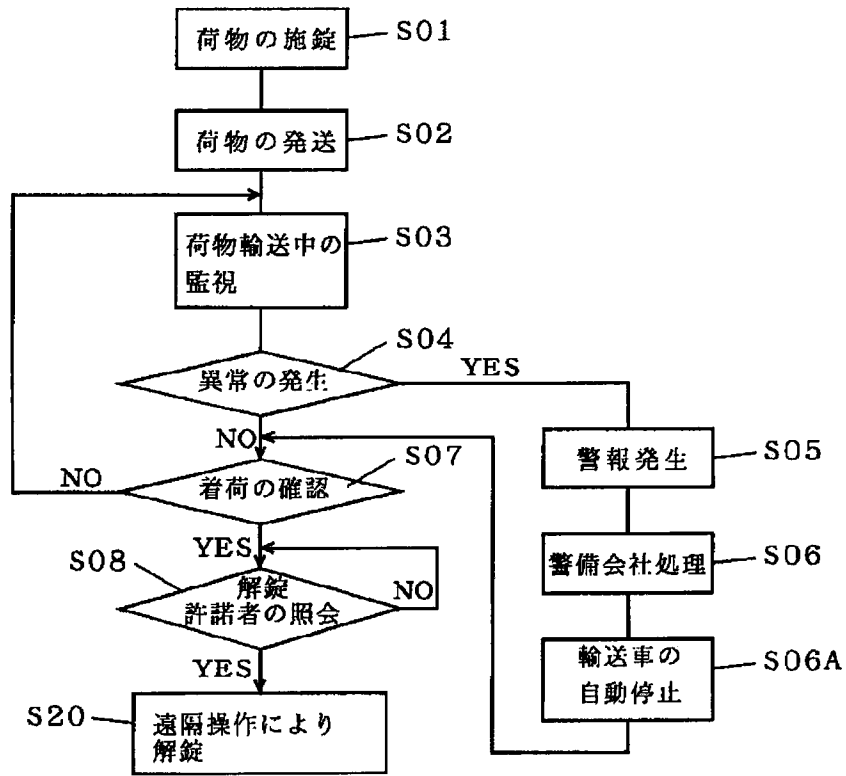 荷物の施錠
S01
荷物の発送
S02
荷物輸送中の
監視
S03
異常の発生
S04
YES
NO
警報発生
S05
着荷の確認
S07
NO
YES
警備会社処理
S06
解錠
許諾者の照会
S08
NO
輸送車の
自動停止
S06A
YES
遠隔操作により
解錠
S20